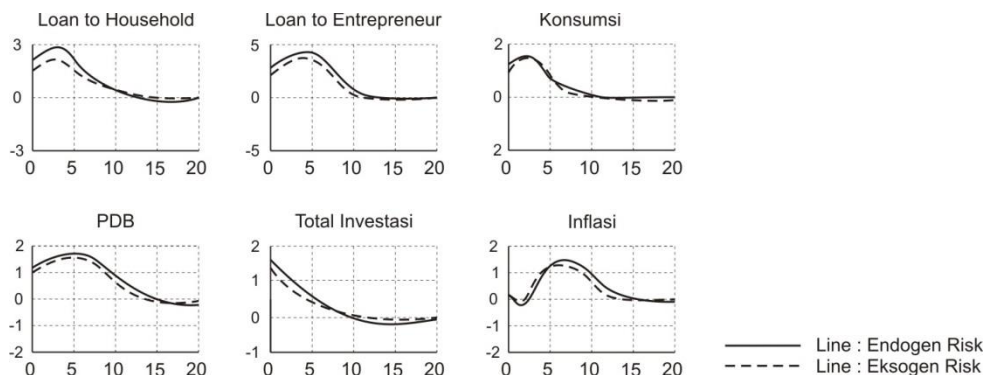 Loan to Household
3
0
-3
0 5 10 15 20
Loan to Entrepreneur
5
0
-5
0 5 10 15 20
Konsumsi
2
0
2
0 5 10 15 20
PDB
2
1
0
-1
-2
0 5 10 15 20
Total Investasi
2
1
0
-1
0 5 10 15 20
Inflasi
2
1
0
-1
-2
0 5 10 15 20
Line : Endogen Risk
Line : Eksogen Risk